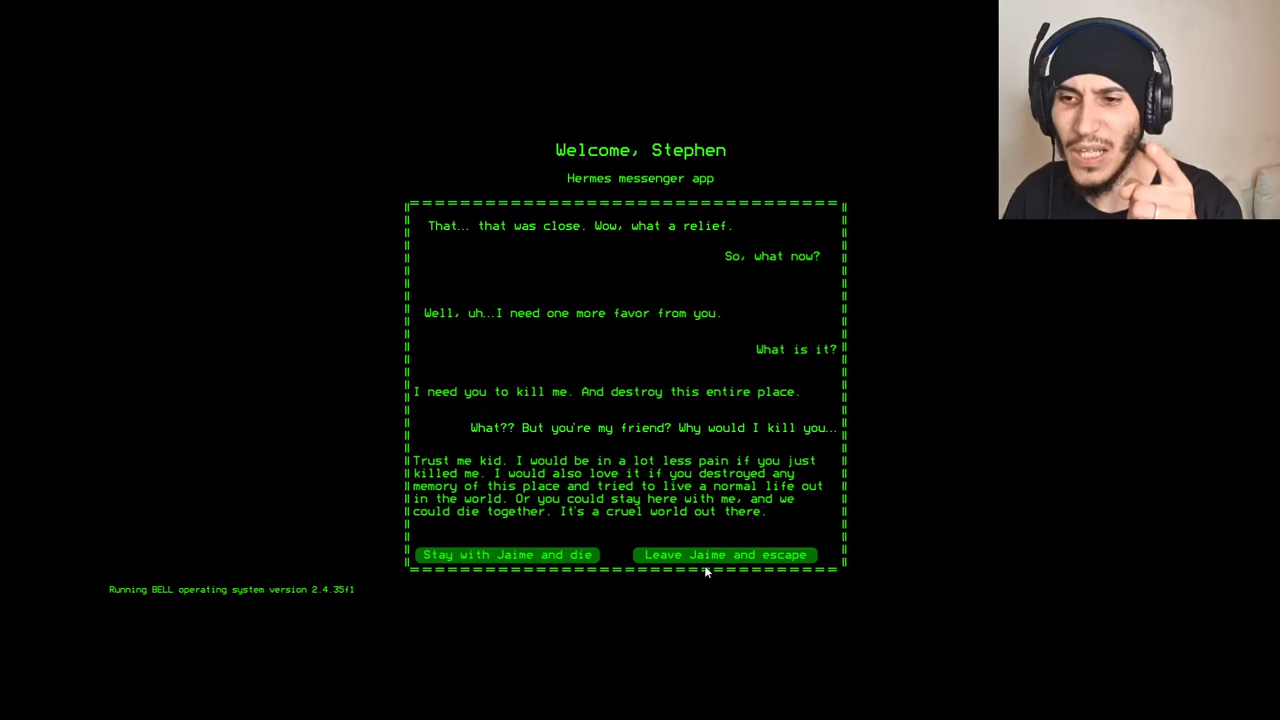 Welcome, Stephen
Hermes messenger app
That... that was close. Wow, what a relief.
So, what now?
Well, uh...I need one more favor from you.
What is it?
I need you to kill me. And destroy this entire place.
What?? But you're my friend? Why would I kill you...
Trust me kid. I would be in a lot less pain if you just
killed me. I would also love it if you destroyed any
memory of this place and tried to live a normal life out
in the world. Or you could stay here with me, and we
could die together. It's a cruel world out there.
Stay with Jaime and die
Leave Jaime and escape
Running BELL operating system version 2.4.35f1